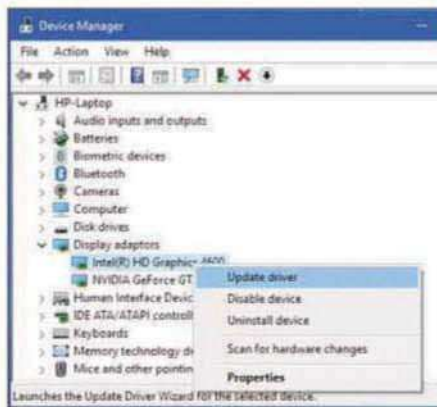 Device Manager
File Action View Help
HP-Laptop
Audio inputs and outputs
Batteries
Biometric devices
Bluetooth
Cameras
Computer
Disk drives
Display adaptors
Intel(R) HD Graphics 4600
NVIDIA GeForce GT
Update driver
Human Interface Devic
Disable device
IDE ATA/ATAPI controll
Uninstall device
Keyboards
Memory technology de
Scan for hardware changes
Mice and other pointin
Properties
Launches the Update Driver Wizard for the selected device.